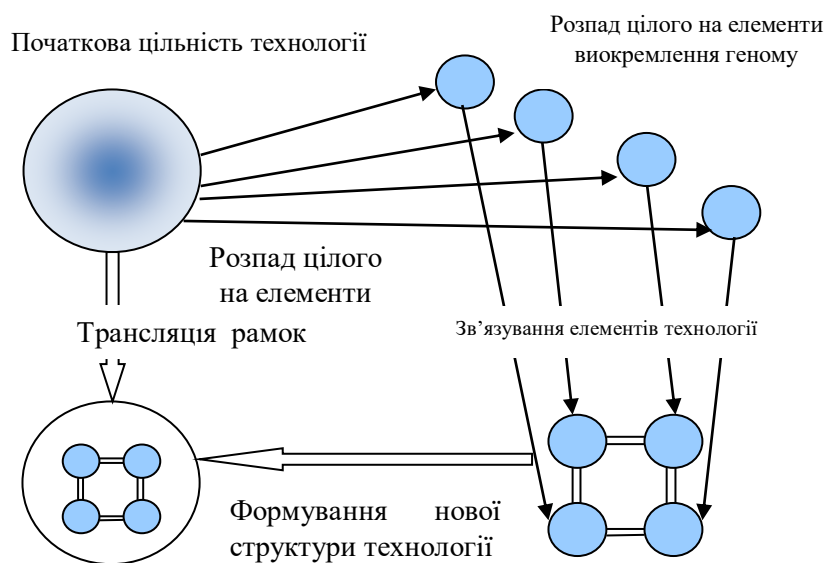 Початкова цільність технології
Розпад цілого на елементи
виокремлення геному
Розпад цілого
на елементи
Трансляція рамок
Зв’язування елементів технології
Формування нової
структури технології